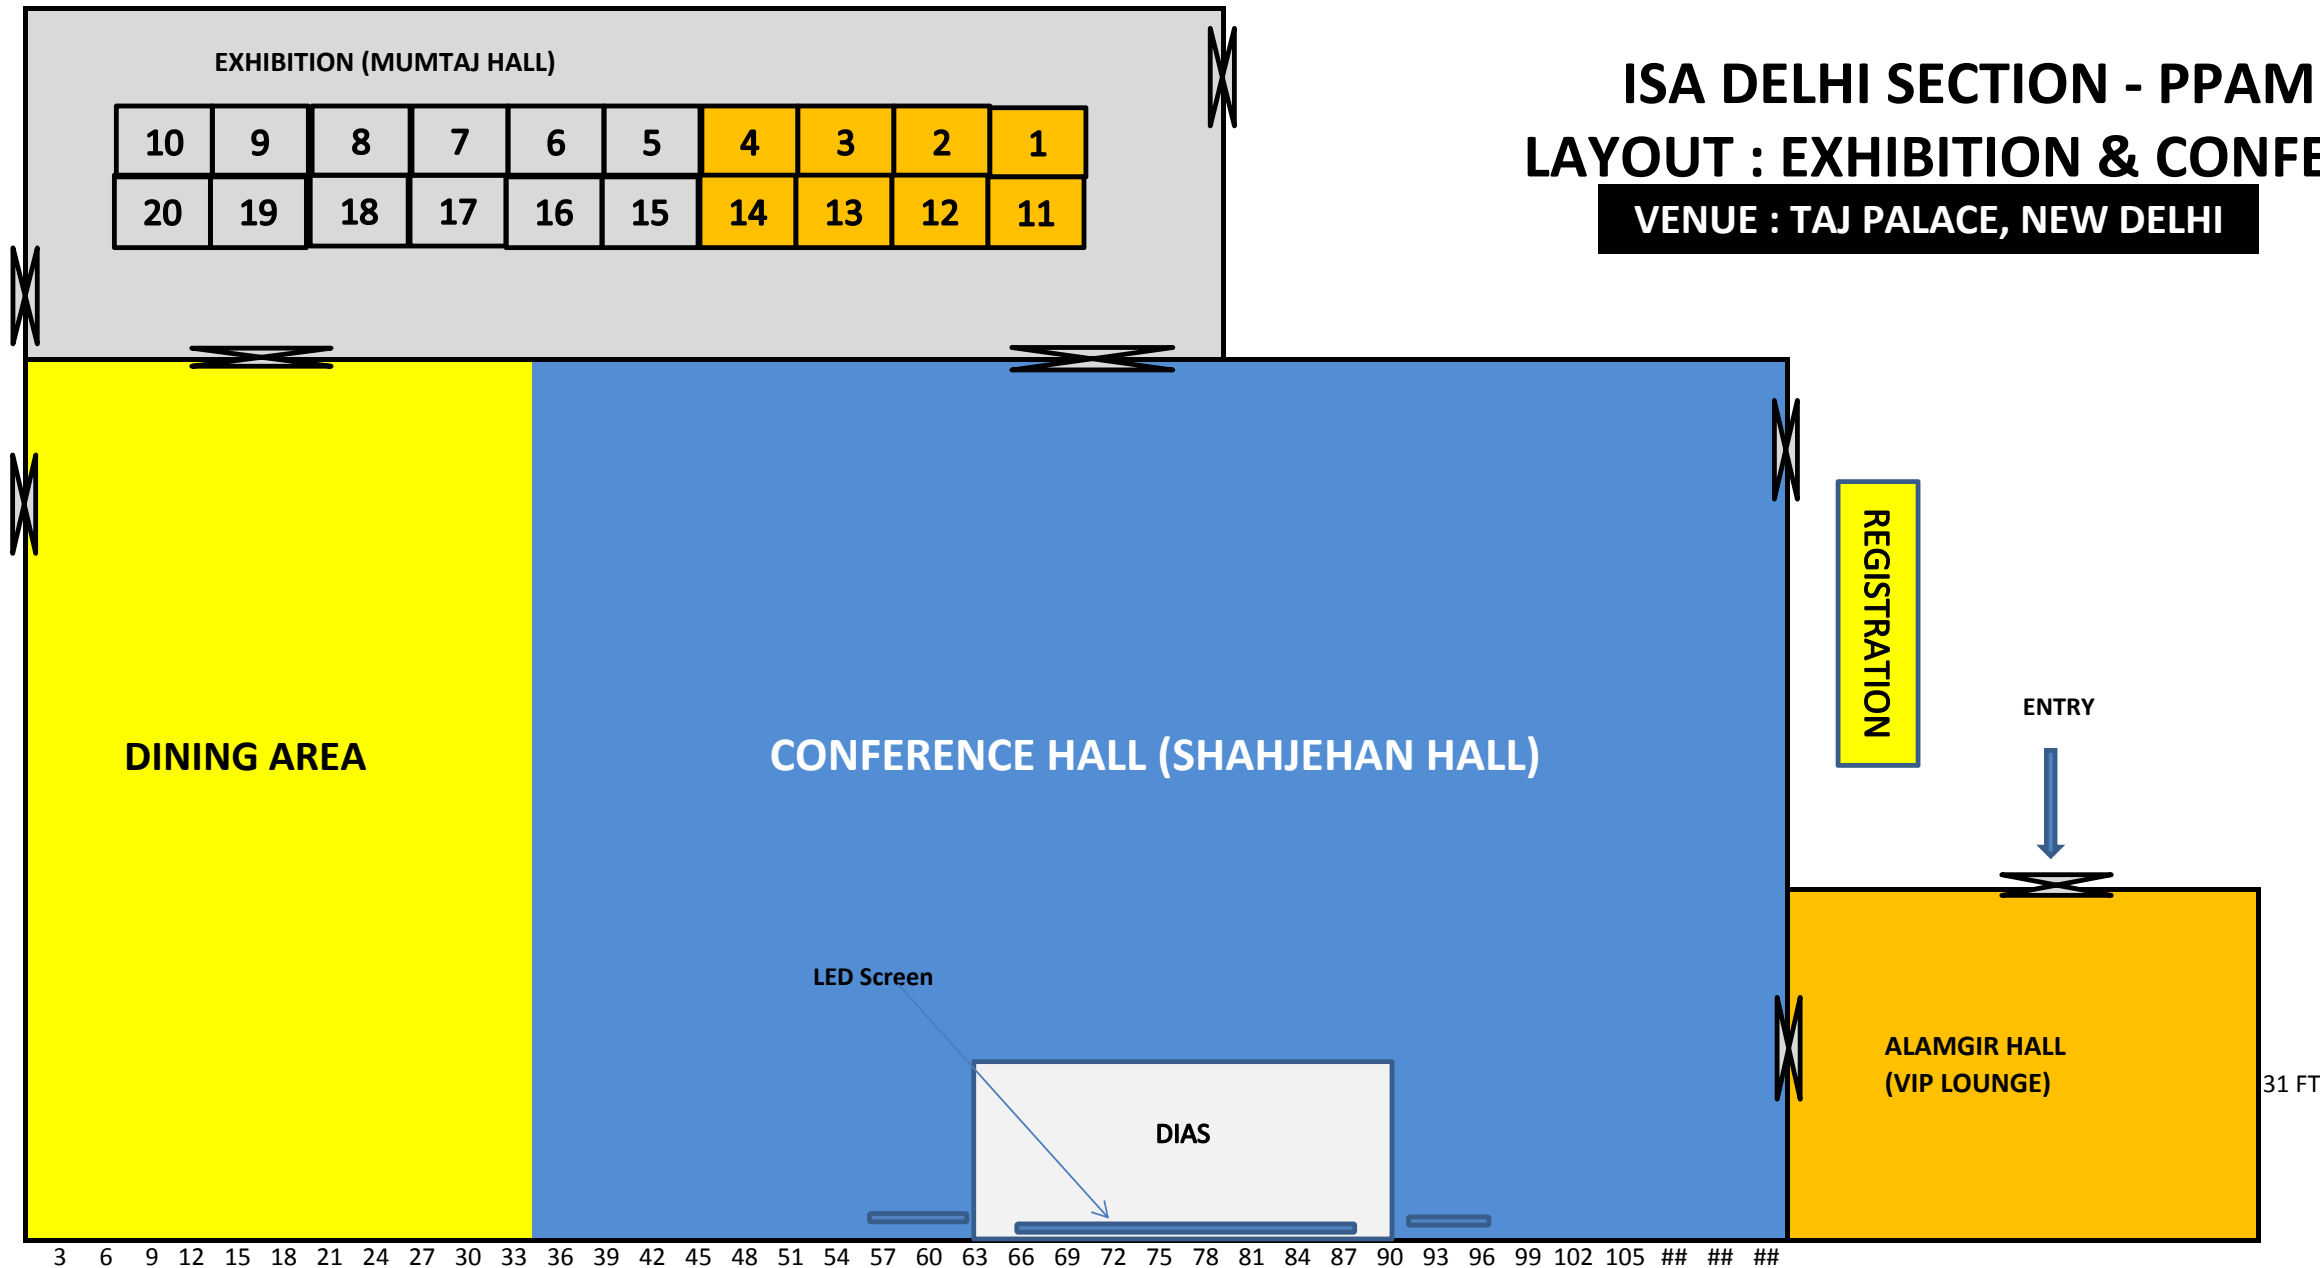 EXHIBITION (MUMTAJ HALL)
ISA DELHI SECTION - PPAM
LAYOUT : EXHIBITION & CONFE
VENUE : TAJ PALACE, NEW DELHI
10 9 8 7 6 5 4 3 2 1
20 19 18 17 16 15 14 13 12 11
REGISTRATION
ENTRY
DINING AREA
CONFERENCE HALL (SHAHJEHAN HALL)
LED Screen
ALAMGIR HALL
(VIP LOUNGE)
31 FT
DIAS
3 6 9 12 15 18 21 24 27 30 33 36 39 42 45 48 51 54 57 60 63 66 69 72 75 78 81 84 87 90 93 96 99 102 105 ## ## ##